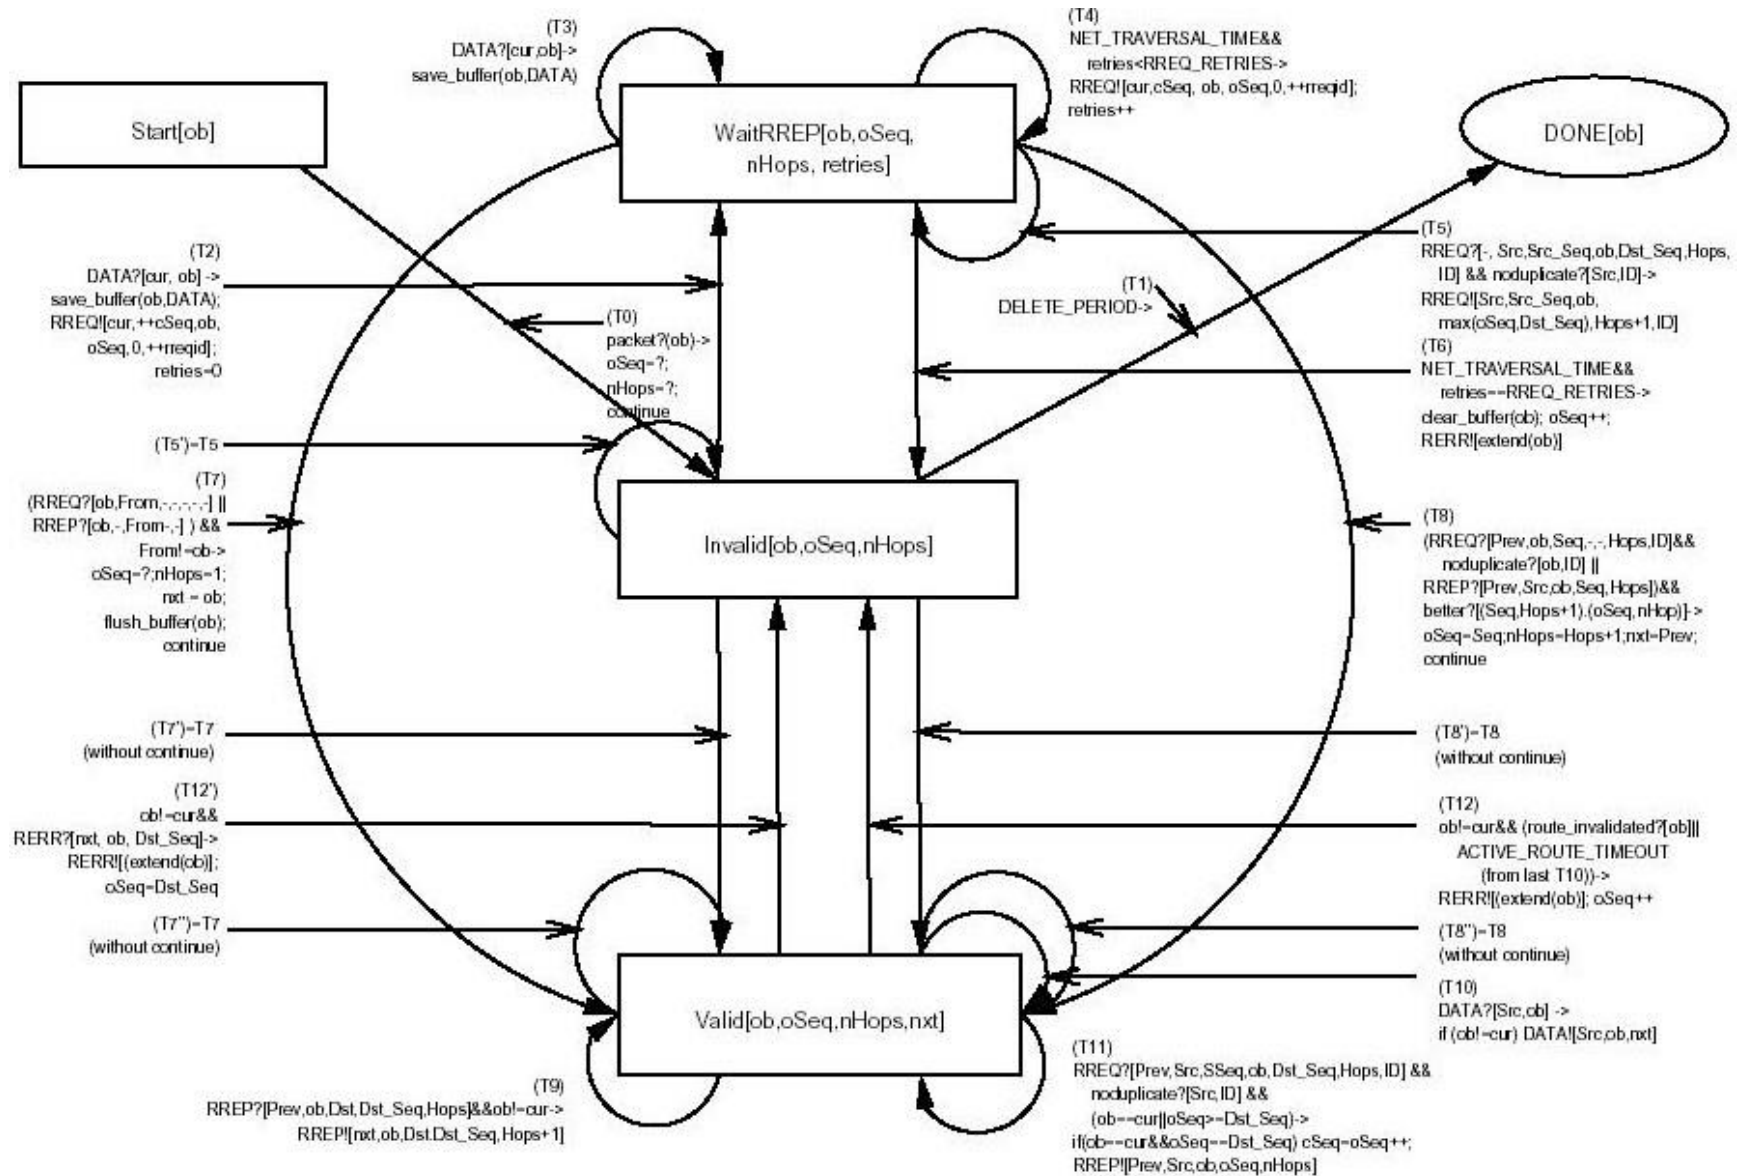 (T3)
DATA?[cur,ob]->
save_buffer(ob,DATA)
(T4)
NET_TRAVERSAL_TIME&&
retries<RREQ_RETRIES->
RREQ![cur,cSeq, ob, oSeq,0,++rreqid];
retries++
Start[ob]
WaitRREP[ob,oSeq,
nHops, retries]
DONE[ob]
(T2)
DATA?[cur, ob] ->
save_buffer(ob,DATA);
RREQ![cur,++cSeq,ob,
oSeq,0,++rreqid];
retries=0
(T0)
packet?(ob)->
oSeq=?;
nHops=?;
continue
(T1)
DELETE_PERIOD->
(T5)
RREQ?[-, Src,Src_Seq,ob,Dst_Seq,Hops,
ID] && noduplicate?[Src,ID]->
RREQ![Src,Src_Seq,ob,
max(oSeq,Dst_Seq),Hops+1,ID]
(T6)
NET_TRAVERSAL_TIME&&
retries==RREQ_RETRIES->
clear_buffer(ob); oSeq++;
RERR![extend(ob)]
(T5')=T5
(T7)
(RREQ?[ob,From,-,-,-,-,-] ||
RREP?[ob,-,From-,-] ) &&
From!=ob->
oSeq=?;nHops=1;
nxt = ob;
flush_buffer(ob);
continue
Invalid[ob,oSeq,nHops]
(T8)
(RREQ?[Prev,ob,Seq,-,-,Hops,ID]&&
noduplicate?[ob,ID] ||
RREP?[Prev,Src,ob,Seq,Hops])&&
better?[(Seq,Hops+1).(oSeq,nHop)]->
oSeq=Seq;nHops=Hops+1;nxt=Prev;
continue
(T7')=T7
(without continue)
(T8')=T8
(without continue)
(T12')
ob!=cur&&
RERR?[nxt, ob, Dst_Seq]->
RERR![(extend(ob)];
oSeq=Dst_Seq
(T12)
ob!=cur&& (route_invalidated?[ob]||
ACTIVE_ROUTE_TIMEOUT
(from last T10))->
RERR![(extend(ob)]; oSeq++
(T7'')=T7
(without continue)
(T8'')=T8
(without continue)
Valid[ob,oSeq,nHops,nxt]
(T10)
DATA?[Src,ob] ->
if (ob!=cur) DATA![Src,ob,nxt]
(T9)
RREP?[Prev,ob,Dst,Dst_Seq,Hops]&&ob!=cur->
RREP![nxt,ob,Dst.Dst_Seq,Hops+1]
(T11)
RREQ?[Prev,Src,SSeq,ob,Dst_Seq,Hops,ID] &&
noduplicate?[Src,ID] &&
(ob==cur||oSeq>=Dst_Seq)->
if(ob==cur&&oSeq==Dst_Seq) cSeq=oSeq++;
RREP![Prev,Src,ob,oSeq,nHops]